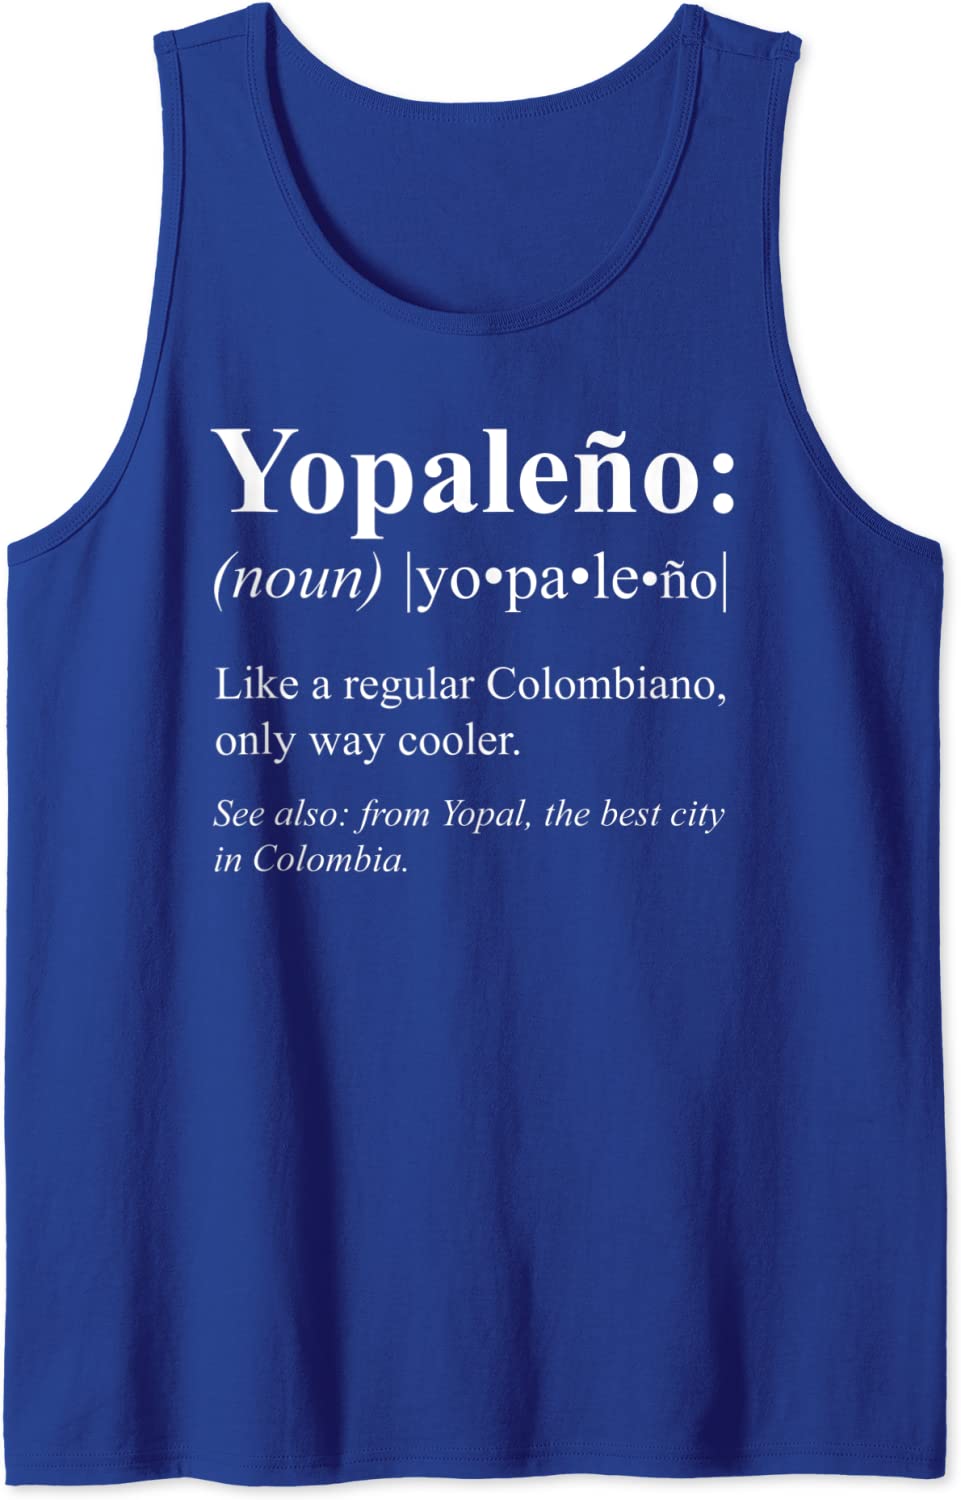 Yopaleño:
(noun) |yo•pa•le•ño|
Like a regular Colombiano,
only way cooler.
See also: from Yopal, the best city
in Colombia.